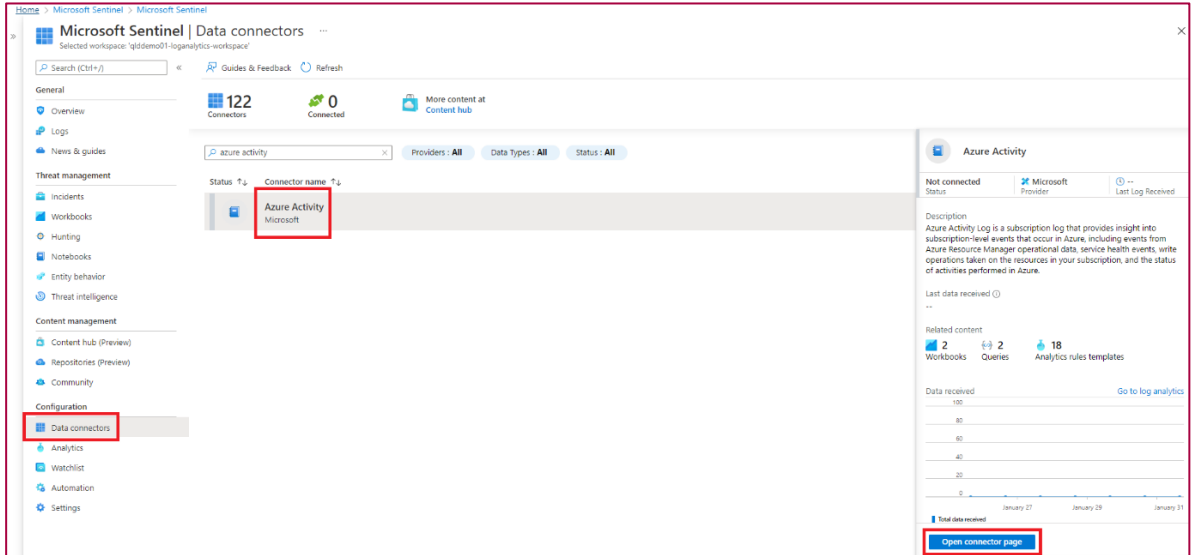 Home > Microsoft Sentinel > Microsoft Sentinel
Microsoft Sentinel | Data connectors ...
Selected workspace: 'qlddemo01-loganalytics-workspace'
Search (Ctrl+/)
Guides & Feedback Refresh
General
Overview
Logs
News & guides
Threat management
Incidents
Workbooks
Hunting
Notebooks
Entity behavior
Threat intelligence
Content management
Content hub (Preview)
Repositories (Preview)
Community
Configuration
Data connectors
Analytics
Watchlist
Automation
Settings
122
Connectors
0
Connected
More content at
Content hub
azure activity
Providers : All Data Types : All Status : All
Status Connector name
Azure Activity
Microsoft
Azure Activity
Not connected
Status
Microsoft
Provider
--
Last Log Received
Description
Azure Activity Log is a subscription log that provides insight into
subscription-level events that occur in Azure, including events from
Azure Resource Manager operational data, service health events, write
operations taken on the resources in your subscription, and the status
of activities performed in Azure.
Last data received
--
Related content
2
Workbooks
2
Queries
18
Analytics rules templates
Data received Go to log analytics
100
80
60
40
20
0
January 27 January 29 January 31
Total data received
Open connector page